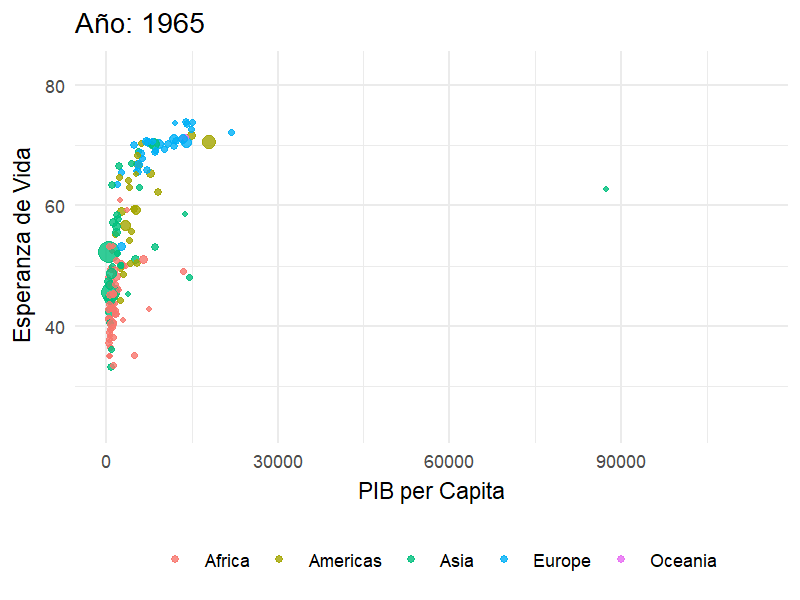 Año: 1965
80
60
40
Esperanza de Vida
0 30000 60000 90000
PIB per Capita
Africa Americas Asia Europe Oceania